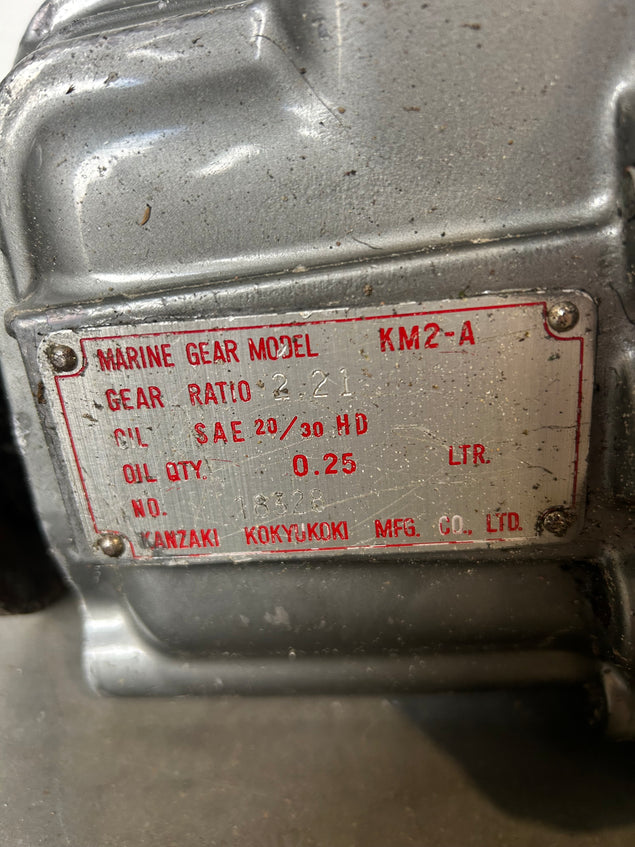 MARINE GEAR MODEL KM2-A
GEAR RATIO 2.21
OIL SAE 20/30 HD
OIL QTY. 0.25 LTR.
NO. 18328
KANZAKI KOKYUKOKI MFG. CO., LTD.